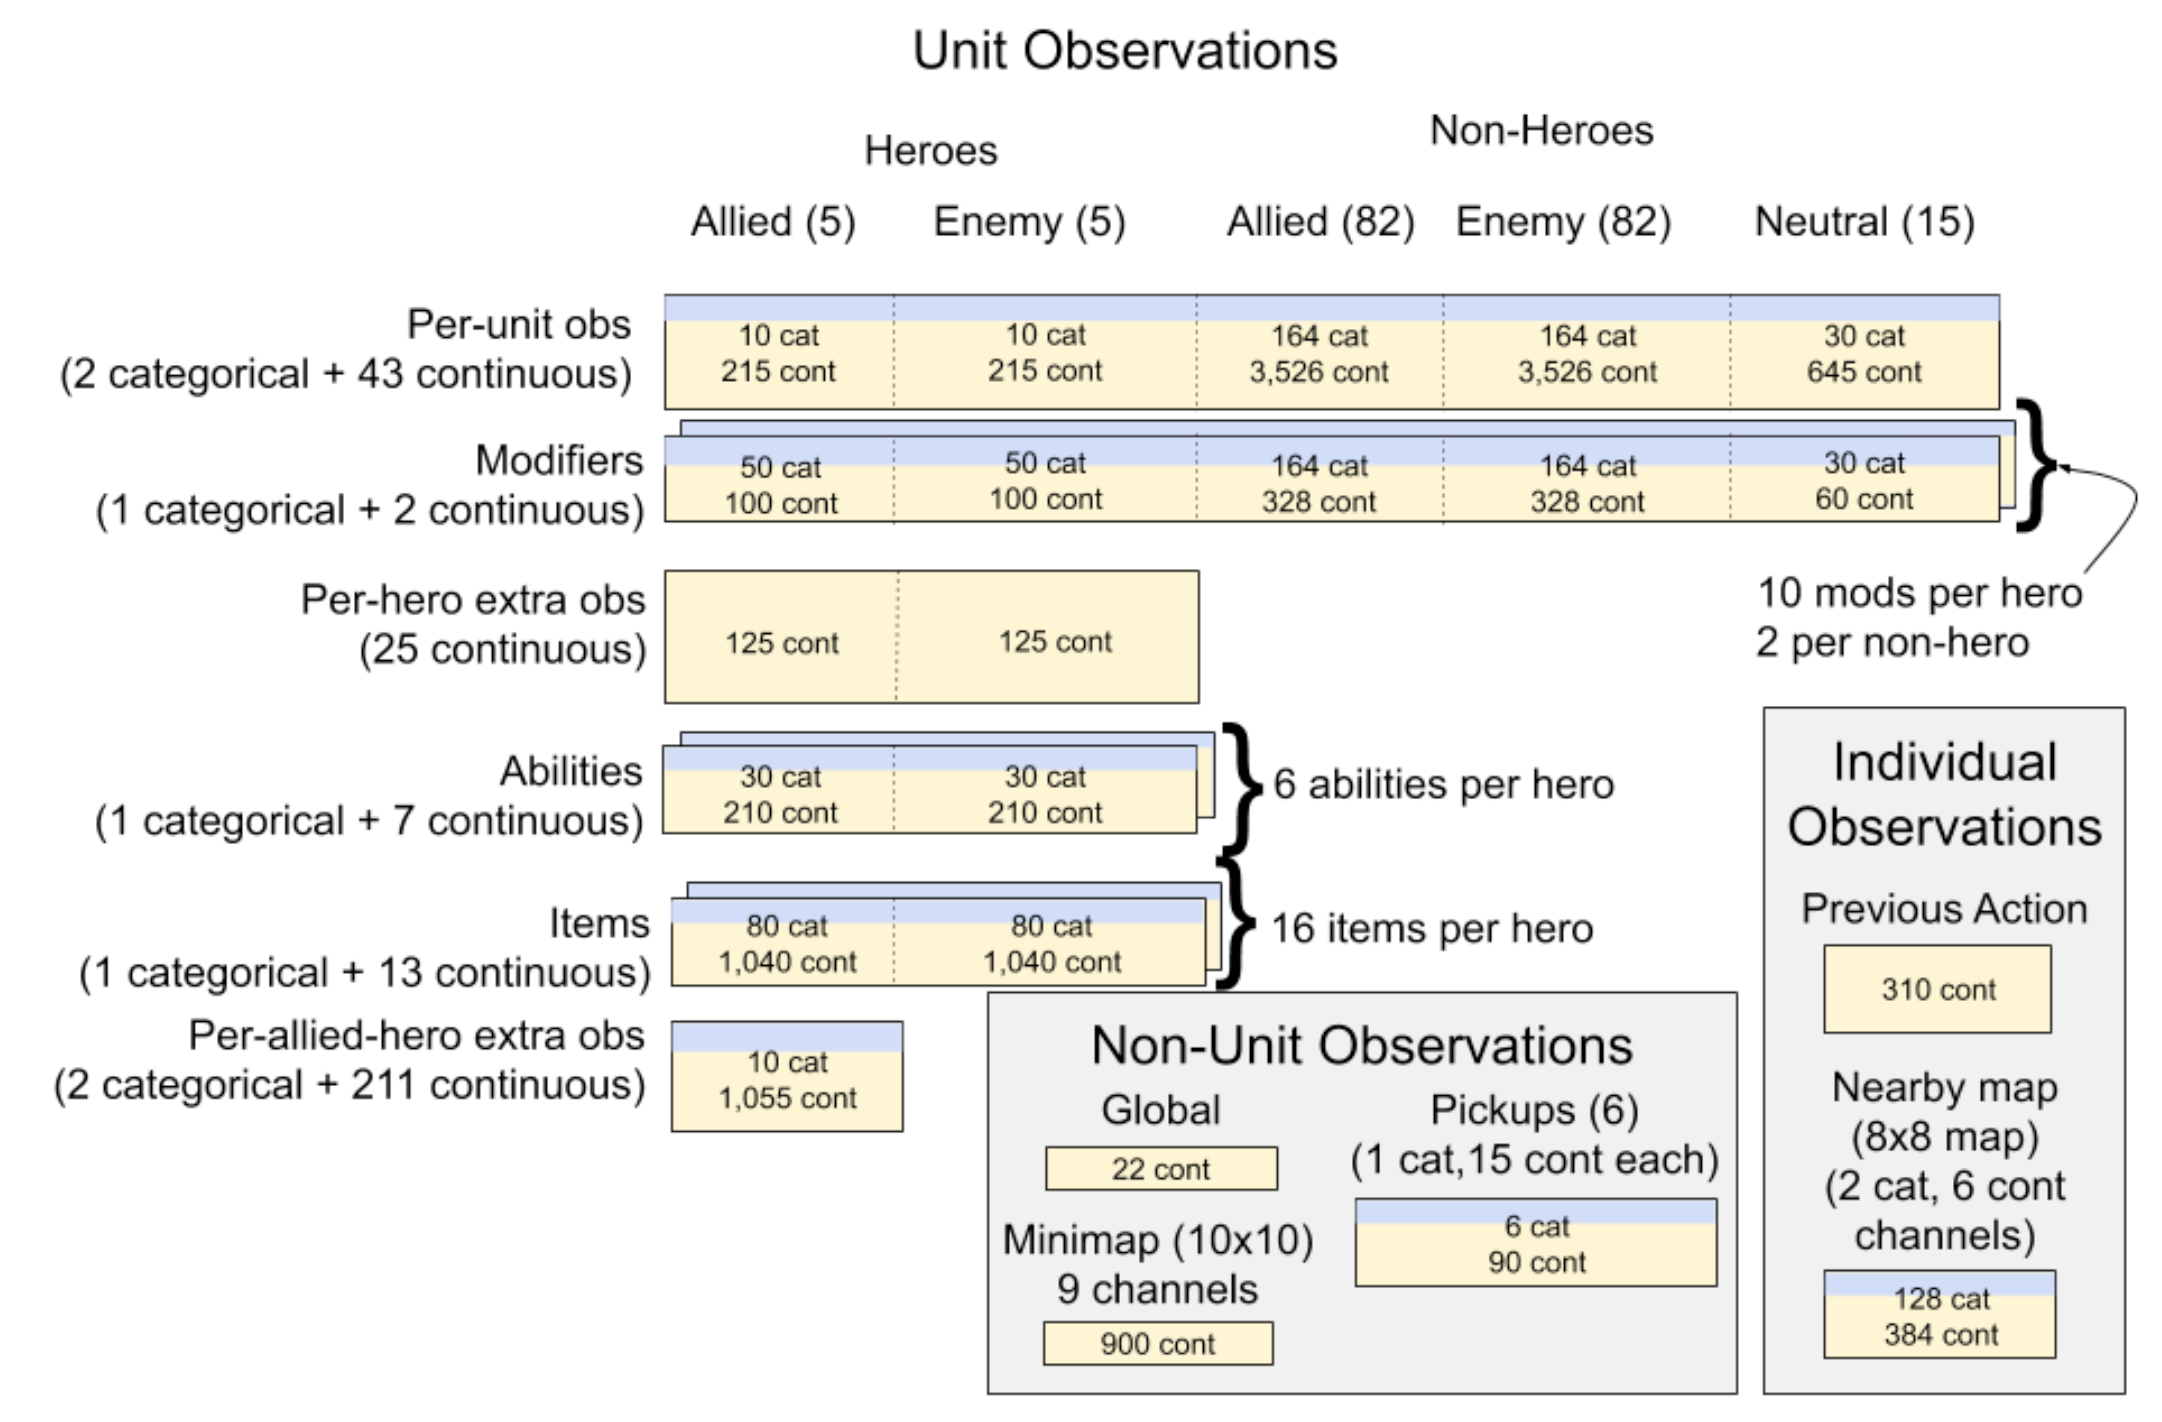 Unit Observations
Heroes
Non-Heroes
Allied (5)
Enemy (5)
Allied (82)
Enemy (82)
Neutral (15)
Per-unit obs
(2 categorical + 43 continuous)
10 cat
215 cont
10 cat
215 cont
164 cat
3,526 cont
164 cat
3,526 cont
30 cat
645 cont
Modifiers
(1 categorical + 2 continuous)
50 cat
100 cont
50 cat
100 cont
164 cat
328 cont
164 cat
328 cont
30 cat
60 cont
10 mods per hero
2 per non-hero
Per-hero extra obs
(25 continuous)
125 cont
125 cont
Abilities
(1 categorical + 7 continuous)
30 cat
210 cont
30 cat
210 cont
6 abilities per hero
Items
(1 categorical + 13 continuous)
80 cat
1,040 cont
80 cat
1,040 cont
16 items per hero
Per-allied-hero extra obs
(2 categorical + 211 continuous)
10 cat
1,055 cont
Non-Unit Observations
Global
22 cont
Minimap (10x10)
9 channels
900 cont
Pickups (6)
(1 cat,15 cont each)
6 cat
90 cont
Individual
Observations
Previous Action
310 cont
Nearby map
(8x8 map)
(2 cat, 6 cont
channels)
128 cat
384 cont